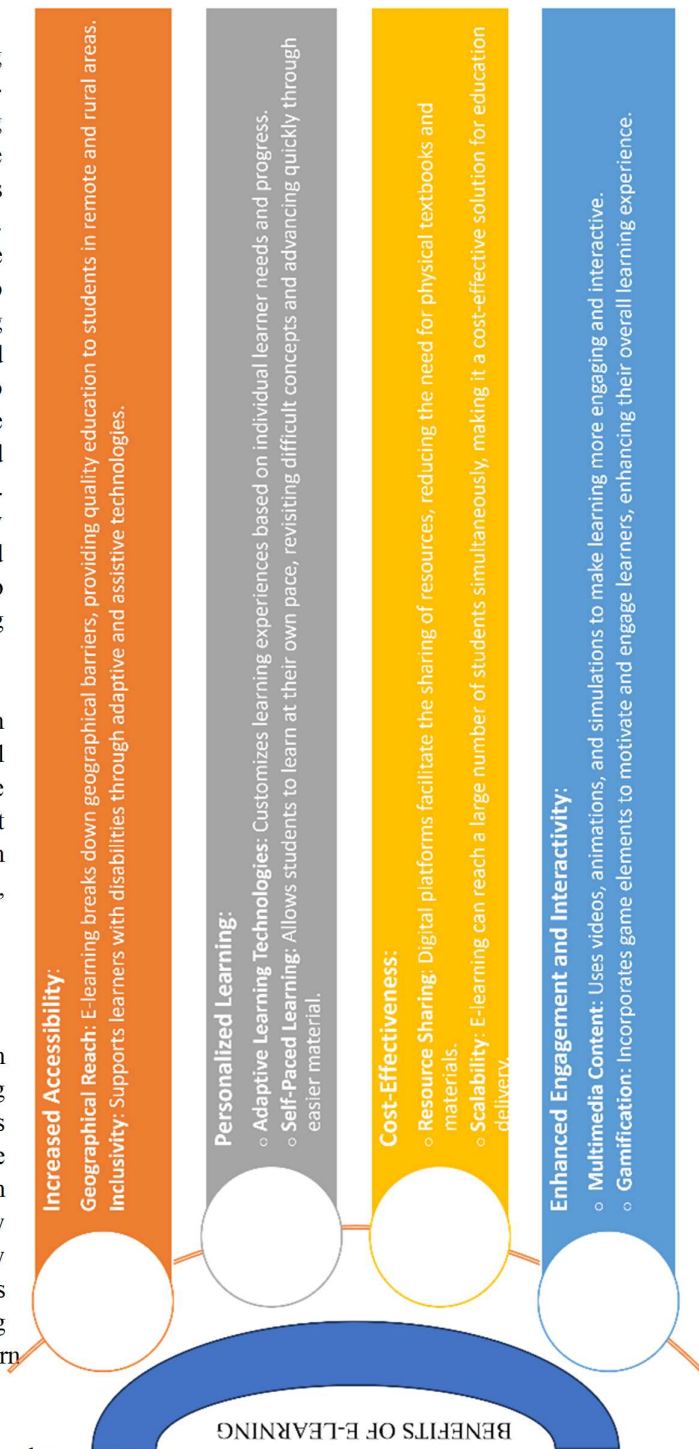 Increased Accessibility:
Geographical Reach: E-learning breaks down geographical barriers, providing quality education to students in remote and rural areas.
Inclusivity: Supports learners with disabilities through adaptive and assistive technologies.
Personalized Learning:
○ Adaptive Learning Technologies: Customizes learning experiences based on individual learner needs and progress.
○ Self-Paced Learning: Allows students to learn at their own pace, revisiting difficult concepts and advancing quickly through
easier material.
Cost-Effectiveness:
○ Resource Sharing: Digital platforms facilitate the sharing of resources, reducing the need for physical textbooks and
materials.
○ Scalability: E-learning can reach a large number of students simultaneously, making it a cost-effective solution for education
delivery.
Enhanced Engagement and Interactivity:
○ Multimedia Content: Uses videos, animations, and simulations to make learning more engaging and interactive.
○ Gamification: Incorporates game elements to motivate and engage learners, enhancing their overall learning experience.
BENEFITS OF E-LEARNING